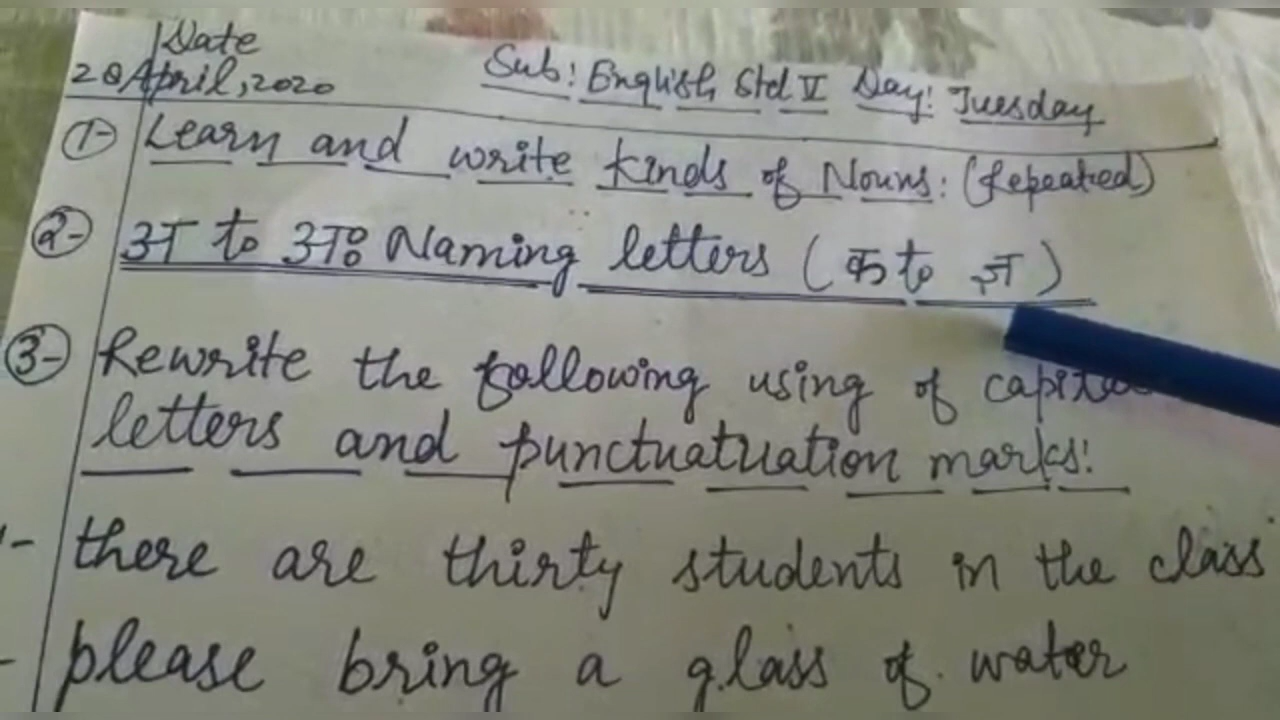 Date
28 April, 2020 Sub: English Std V Day: Tuesday
1- Learn and write kinds of Nouns: (Repeated)
2- अ to अः Naming letters (क to ज्ञ)
3- Rewrite the following using of capital
letters and punctuatuation marks:
1- there are thirty students in the class
- please bring a glass of water